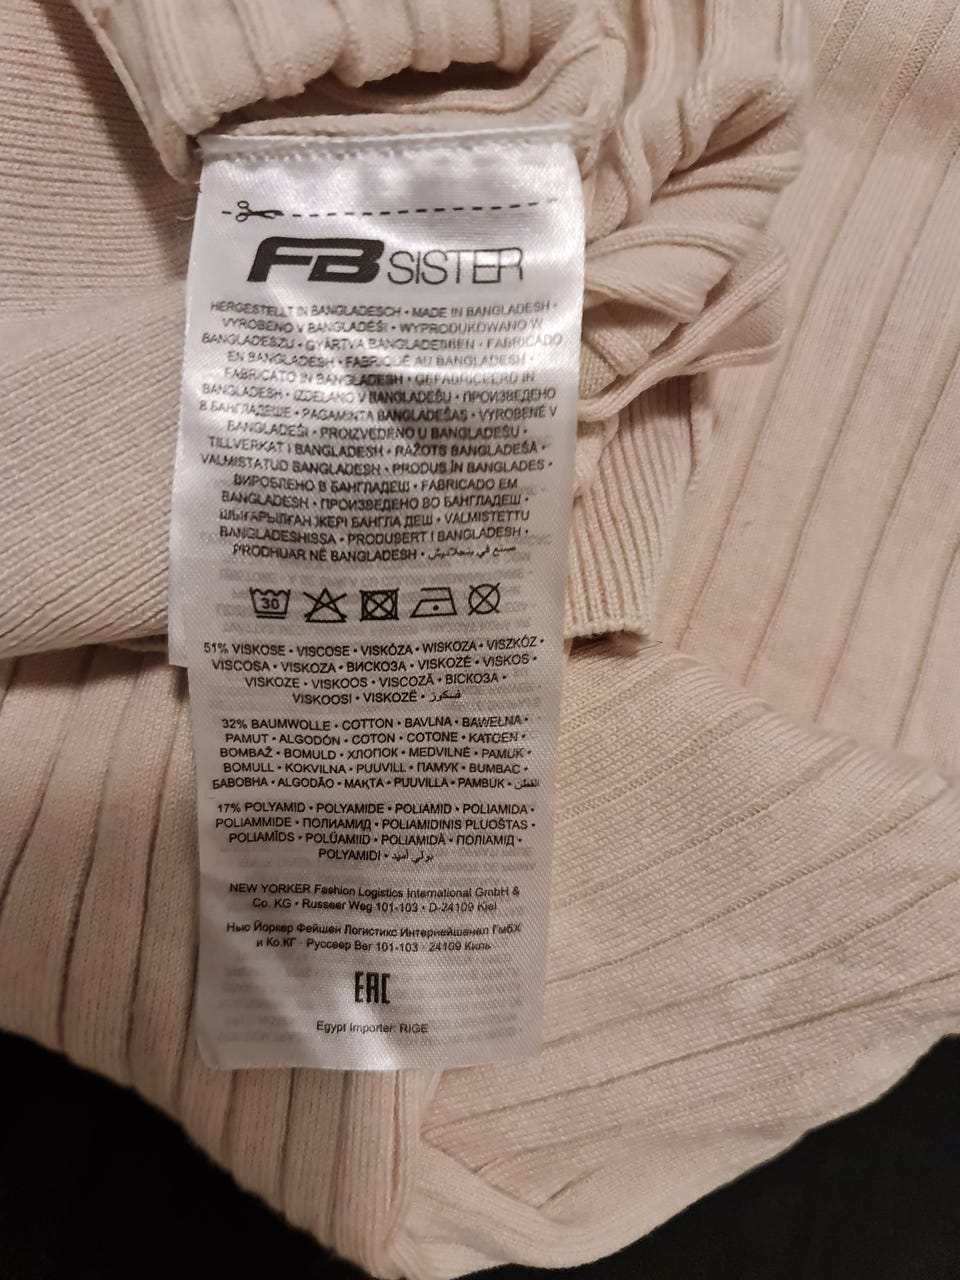 FB SISTER
HERGESTELLT IN BANGLADESCH • MADE IN BANGLADESH •
VYROBENO V BANGLADÉŠI • WYPRODUKOWANO W
BANGLADESZU • GYÁRTVA BANGLADESBEN • FABRICADO
EN BANGLADESH • FABRIQUÉ AU BANGLADESH •
FABRICATO IN BANGLADESH • GEFABRICEERD IN
BANGLADESH • IZDELANO V BANGLADEŠU • ПРОИЗВЕДЕНО
В БАНГЛАДЕШЕ • PAGAMINTA BANGLADEŠAS • VYROBENÉ V
BANGLADÉŠI • PROIZVEDENO U BANGLADEŠU •
TILLVERKAT I BANGLADESH • RAŽOTS BANGLADEŠĀ •
VALMISTATUD BANGLADESH • PRODUS ÎN BANGLADES •
ВИРОБЛЕНО В БАНГЛАДЕШ • FABRICADO EM
BANGLADESH • ПРОИЗВЕДЕНО ВО БАНГЛАДЕШ •
ШЫҒАРЫЛҒАН ЖЕРІ БАНГЛА ДЕШ • VALMISTETTU
BANGLADESHISSA • PRODUSERT I BANGLADESH •
PRODHUAR NË BANGLADESH • صنع في بنجلاديش
30
51% VISKOSE • VISCOSE • VISKÓZA • WISKOZA • VISZKÓZ •
VISCOSA • VISKOZA • ВИСКОЗА • VISKOZĖ • VISKOS •
VISKOZE • VISKOOS • VISCOZĂ • ВІСКОЗА •
VISKOOSI • VISKOZË • فسكوز
32% BAUMWOLLE • COTTON • BAVLNA • BAWEŁNA •
PAMUT • ALGODÓN • COTON • COTONE • KATOEN •
BOMBAŽ • BOMULD • ХЛОПОК • MEDVILNĖ • PAMUK •
BOMULL • KOKVILNA • PUUVILL • ПАМУК • BUMBAC •
БАВОВНА • ALGODÃO • МАҚТА • PUUVILLA • PAMBUK • القطن
17% POLYAMID • POLYAMIDE • POLIAMID • POLIAMIDA •
POLIAMMIDE • ПОЛИАМИД • POLIAMIDINIS PLUOŠTAS •
POLIAMĪDS • POLÜAMIID • POLIAMIDĂ • ПОЛІАМІД •
POLYAMIDI • بولي أميد
NEW YORKER Fashion Logistics International GmbH &
Co. KG • Russeer Weg 101-103 • D-24109 Kiel
Нью Йоркер Фейшен Логистикс Интернейшенел ГмбХ
и Ко.КГ · Руссеер Вег 101-103 · 24109 Киль
EAC
Egypt Importer: RIGE